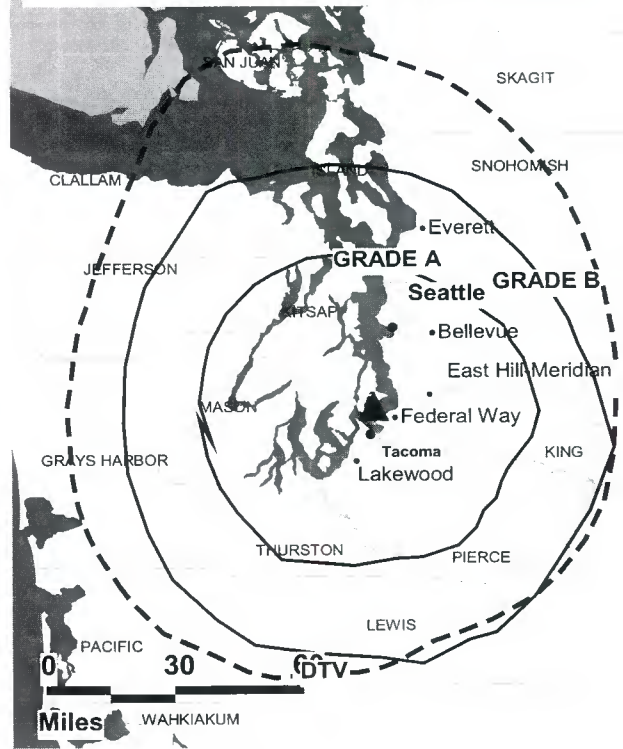 SAN JUAN
SKAGIT
ISLAND
SNOHOMISH
CLALLAM
Everett
GRADE A
JEFFERSON
GRADE B
Seattle
KITSAP
Bellevue
East Hill-Meridian
MASON
Federal Way
Tacoma
KING
GRAYS HARBOR
Lakewood
THURSTON
PIERCE
LEWIS
PACIFIC
0 30 60
DTV
Miles
WAHKIAKUM